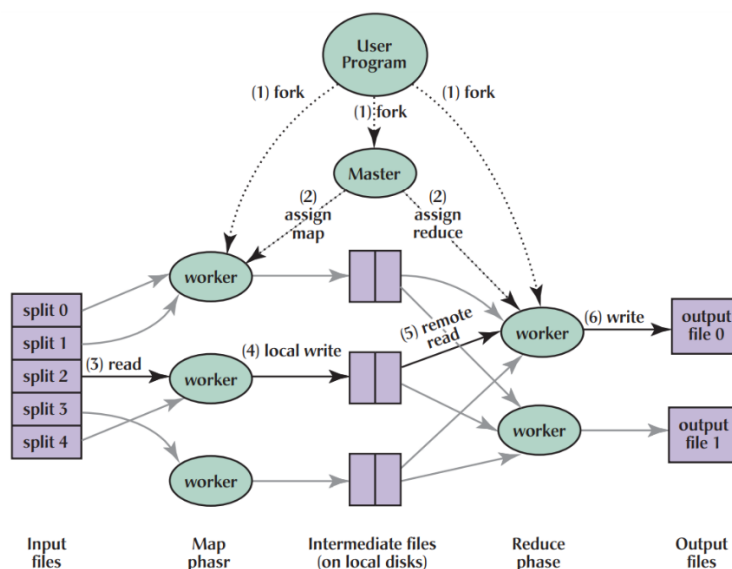 User
Program
(1) fork
(1) fork
(1) fork
Master
(2)
assign
map
(2)
assign
reduce
worker
split 0
split 1
split 2
split 3
split 4
(3) read
worker
(4) local write
(5) remote
read
worker
(6) write
output
file 0
worker
output
file 1
worker
Input
files
Map
phasr
Intermediate files
(on local disks)
Reduce
phase
Output
files